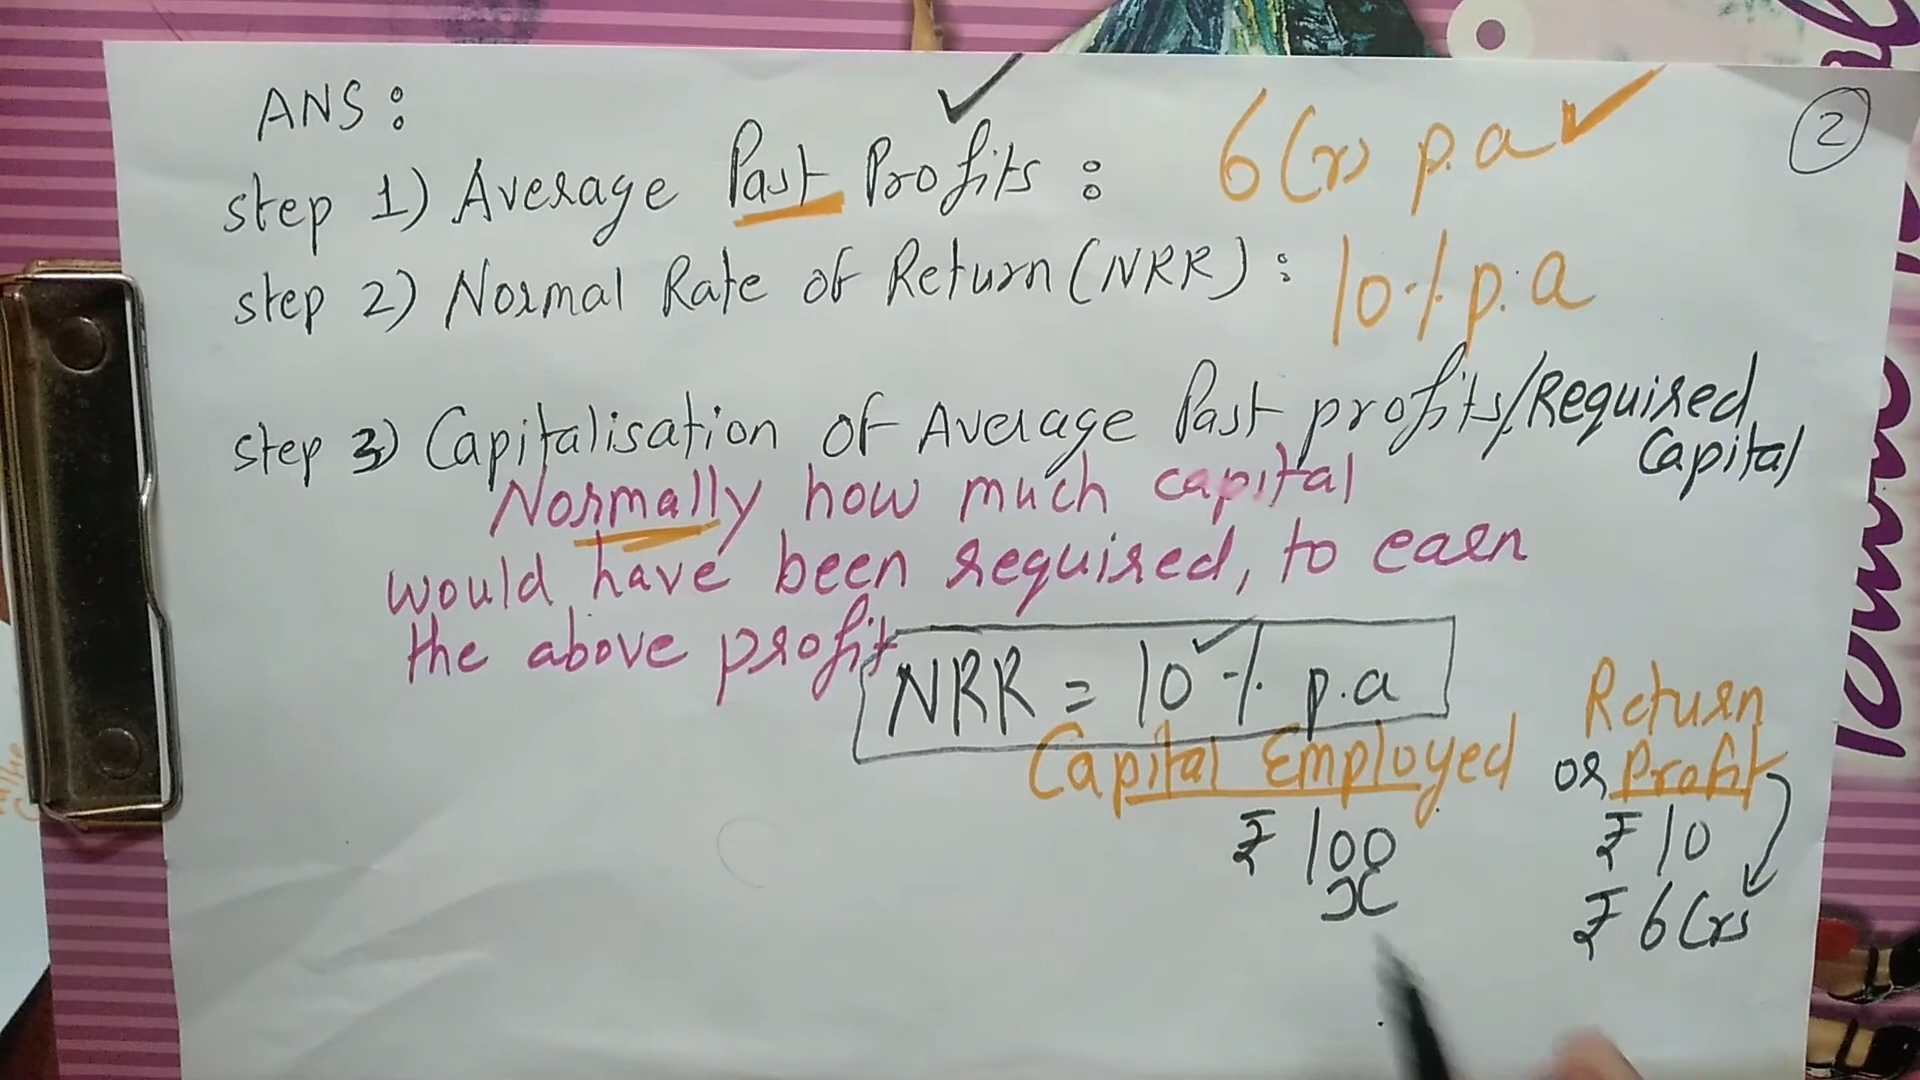 ANS :
2
step 1) Average Past Profits : 6 Crs p.a
step 2) Normal Rate of Return (NRR) : 10 % p.a
step 3) Capitalisation of Average Past profits/Required Capital
Normally how much capital
would have been required, to earn
the above profit
NRR = 10 % p.a
Capital Employed
Return
or Profit
₹ 100
₹ 10
x
₹ 6 Crs